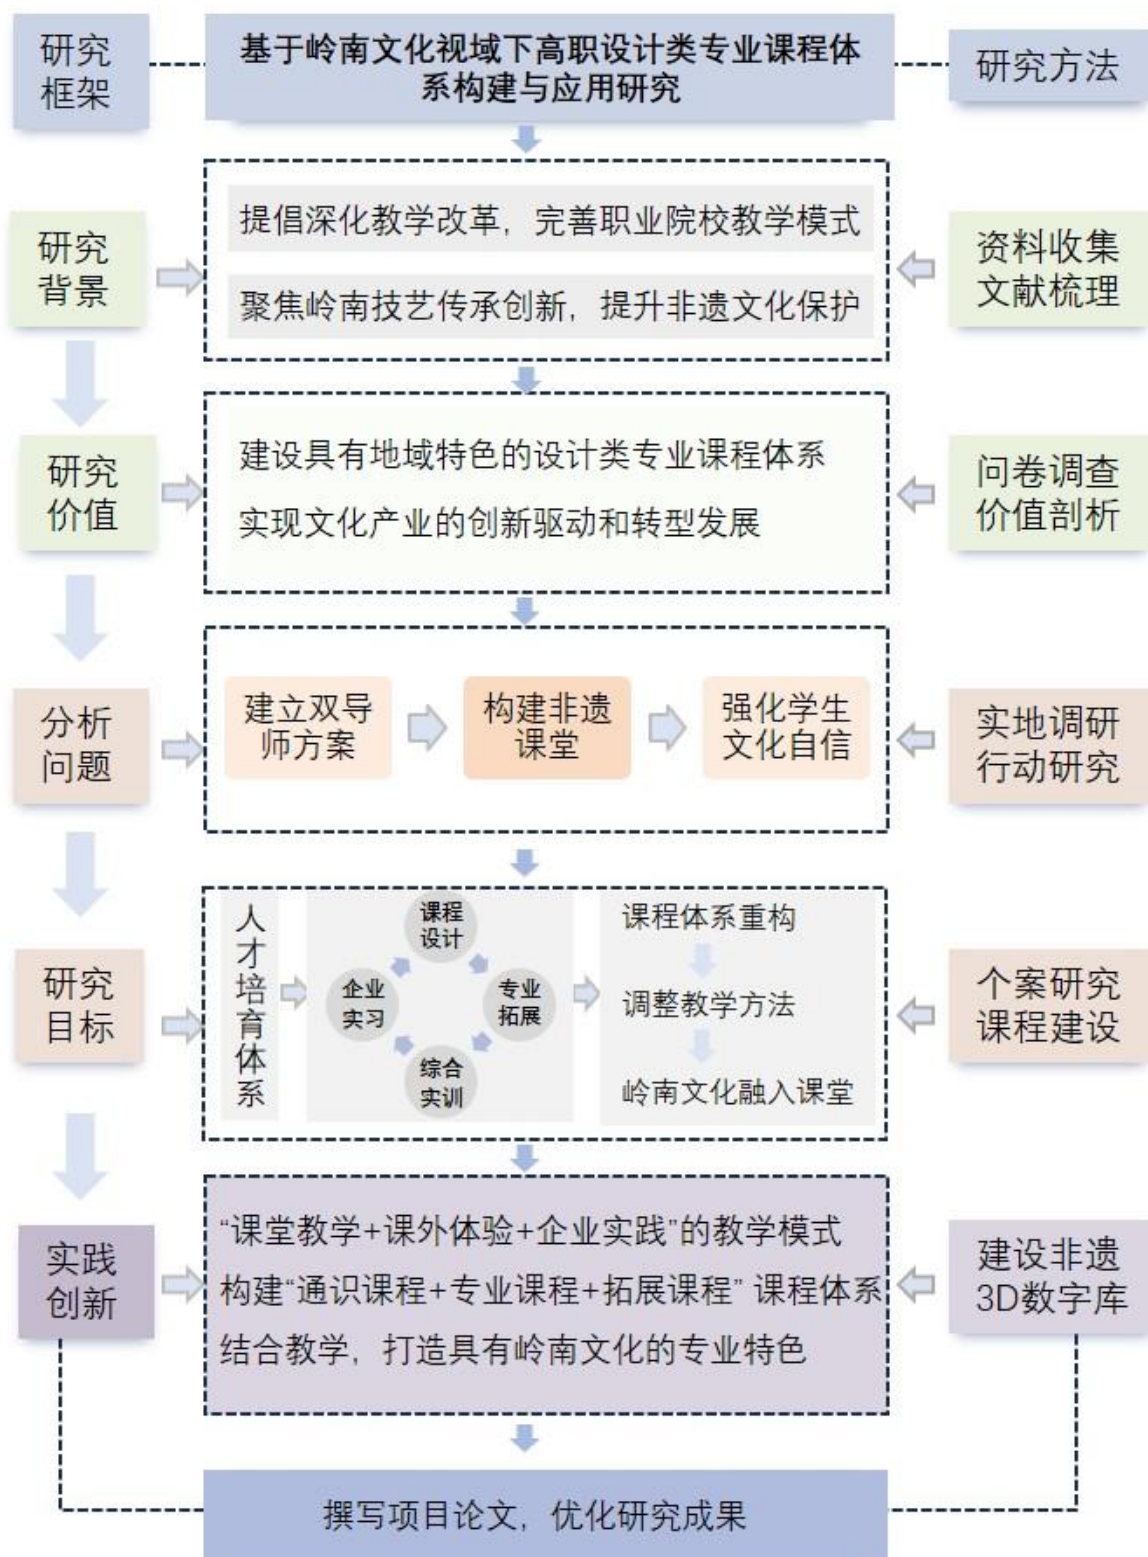 研究
框架
基于岭南文化视域下高职设计类专业课程体
系构建与应用研究
研究方法
研究
背景
提倡深化教学改革，完善职业院校教学模式
聚焦岭南技艺传承创新，提升非遗文化保护
资料收集
文献梳理
研究
价值
建设具有地域特色的设计类专业课程体系
实现文化产业的创新驱动和转型发展
问卷调查
价值剖析
分析
问题
建立双导
师方案
构建非遗
课堂
强化学生
文化自信
实地调研
行动研究
研究
目标
人
才
培
育
体
系
课程
设计
企业
实习
专业
拓展
综合
实训
课程体系重构
调整教学方法
岭南文化融入课堂
个案研究
课程建设
实践
创新
“课堂教学+课外体验+企业实践”的教学模式
构建“通识课程+专业课程+拓展课程” 课程体系
结合教学，打造具有岭南文化的专业特色
建设非遗
3D数字库
撰写项目论文，优化研究成果